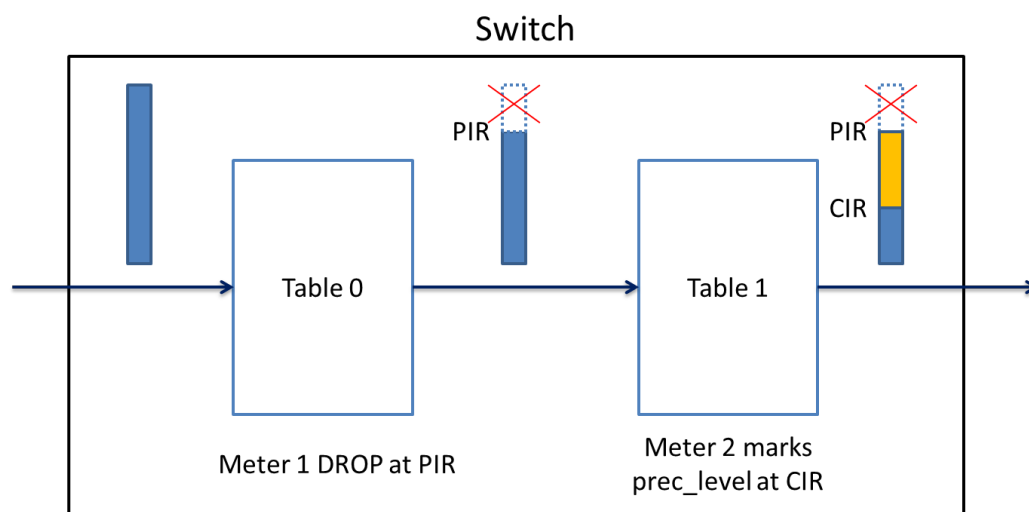 Switch
PIR
PIR
CIR
Table 0
Table 1
Meter 1 DROP at PIR
Meter 2 marks
prec_level at CIR